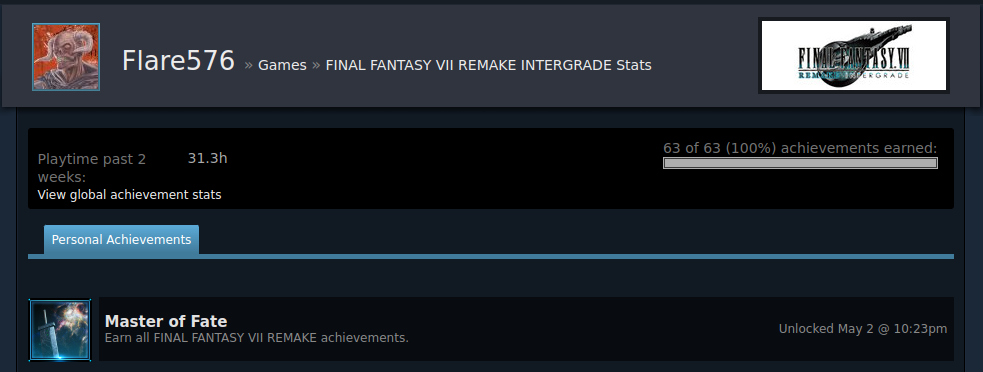 Flare576 » Games » FINAL FANTASY VII REMAKE INTERGRADE Stats
FINAL FANTASY VII
REMAKE INTERGRADE
Playtime past 2 weeks: 31.3h
63 of 63 (100%) achievements earned:
View global achievement stats
Personal Achievements
Master of Fate
Earn all FINAL FANTASY VII REMAKE achievements.
Unlocked May 2 @ 10:23pm